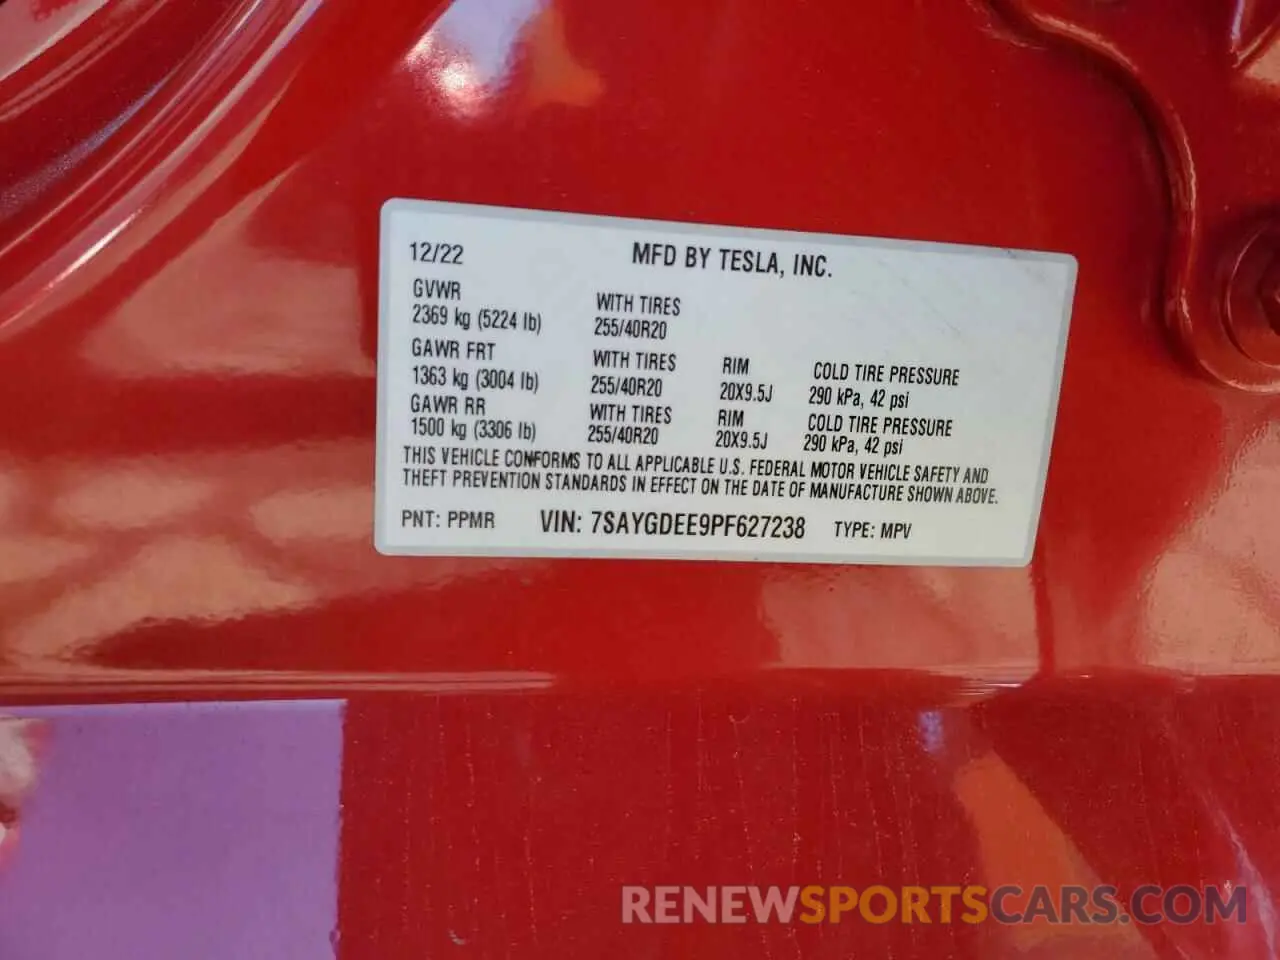 12/22 MFD BY TESLA, INC.
GVWR WITH TIRES
2369 kg (5224 lb) 255/40R20
GAWR FRT WITH TIRES RIM COLD TIRE PRESSURE
1363 kg (3004 lb) 255/40R20 20X9.5J 290 kPa, 42 psi
GAWR RR WITH TIRES RIM COLD TIRE PRESSURE
1500 kg (3306 lb) 255/40R20 20X9.5J 290 kPa, 42 psi
THIS VEHICLE CONFORMS TO ALL APPLICABLE U.S. FEDERAL MOTOR VEHICLE SAFETY AND
THEFT PREVENTION STANDARDS IN EFFECT ON THE DATE OF MANUFACTURE SHOWN ABOVE.
PNT: PPMR VIN: 7SAYGDEE9PF627238 TYPE: MPV
RENEWSPORTSCARS.COM